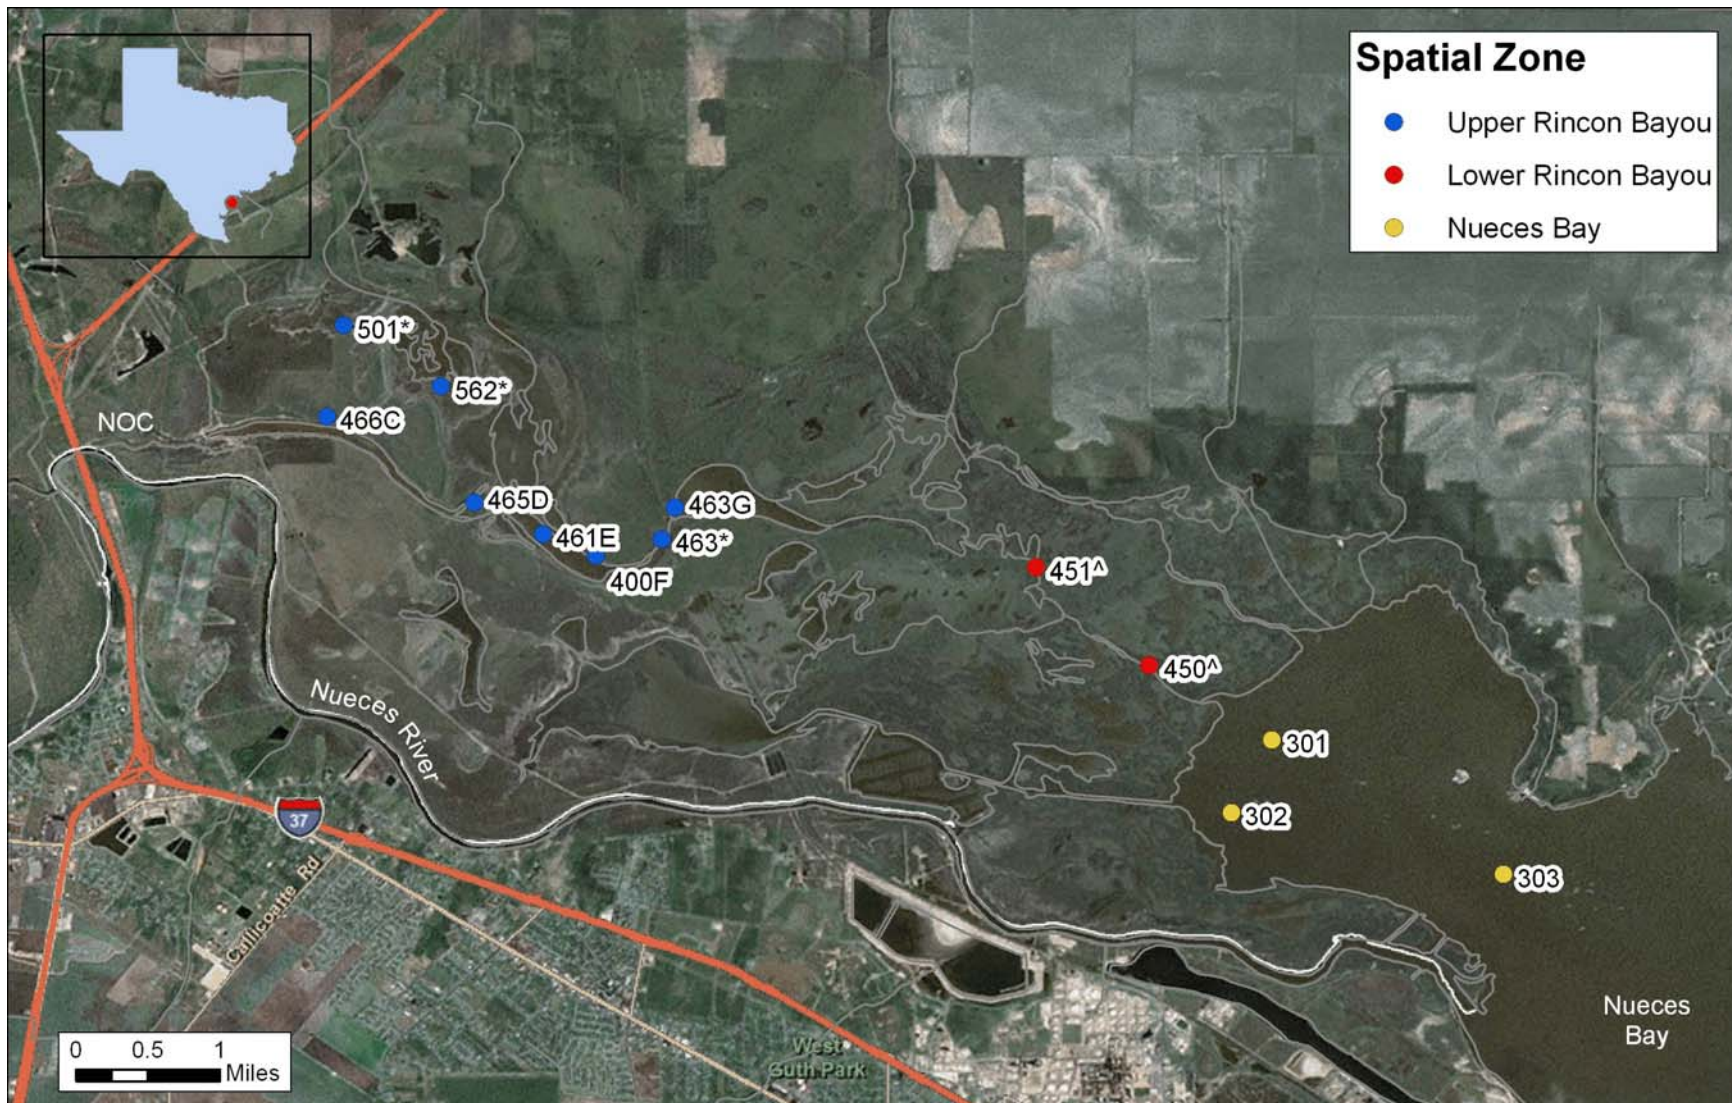 Spatial Zone
Upper Rincon Bayou
Lower Rincon Bayou
Nueces Bay
501*
562*
466C
NOC
465D
463G
461E
463*
400F
451^
450^
Nueces River
301
302
303
37
Callicoatte Rd
Nueces
Bay
0 0.5 1
Miles
West
Guth Park